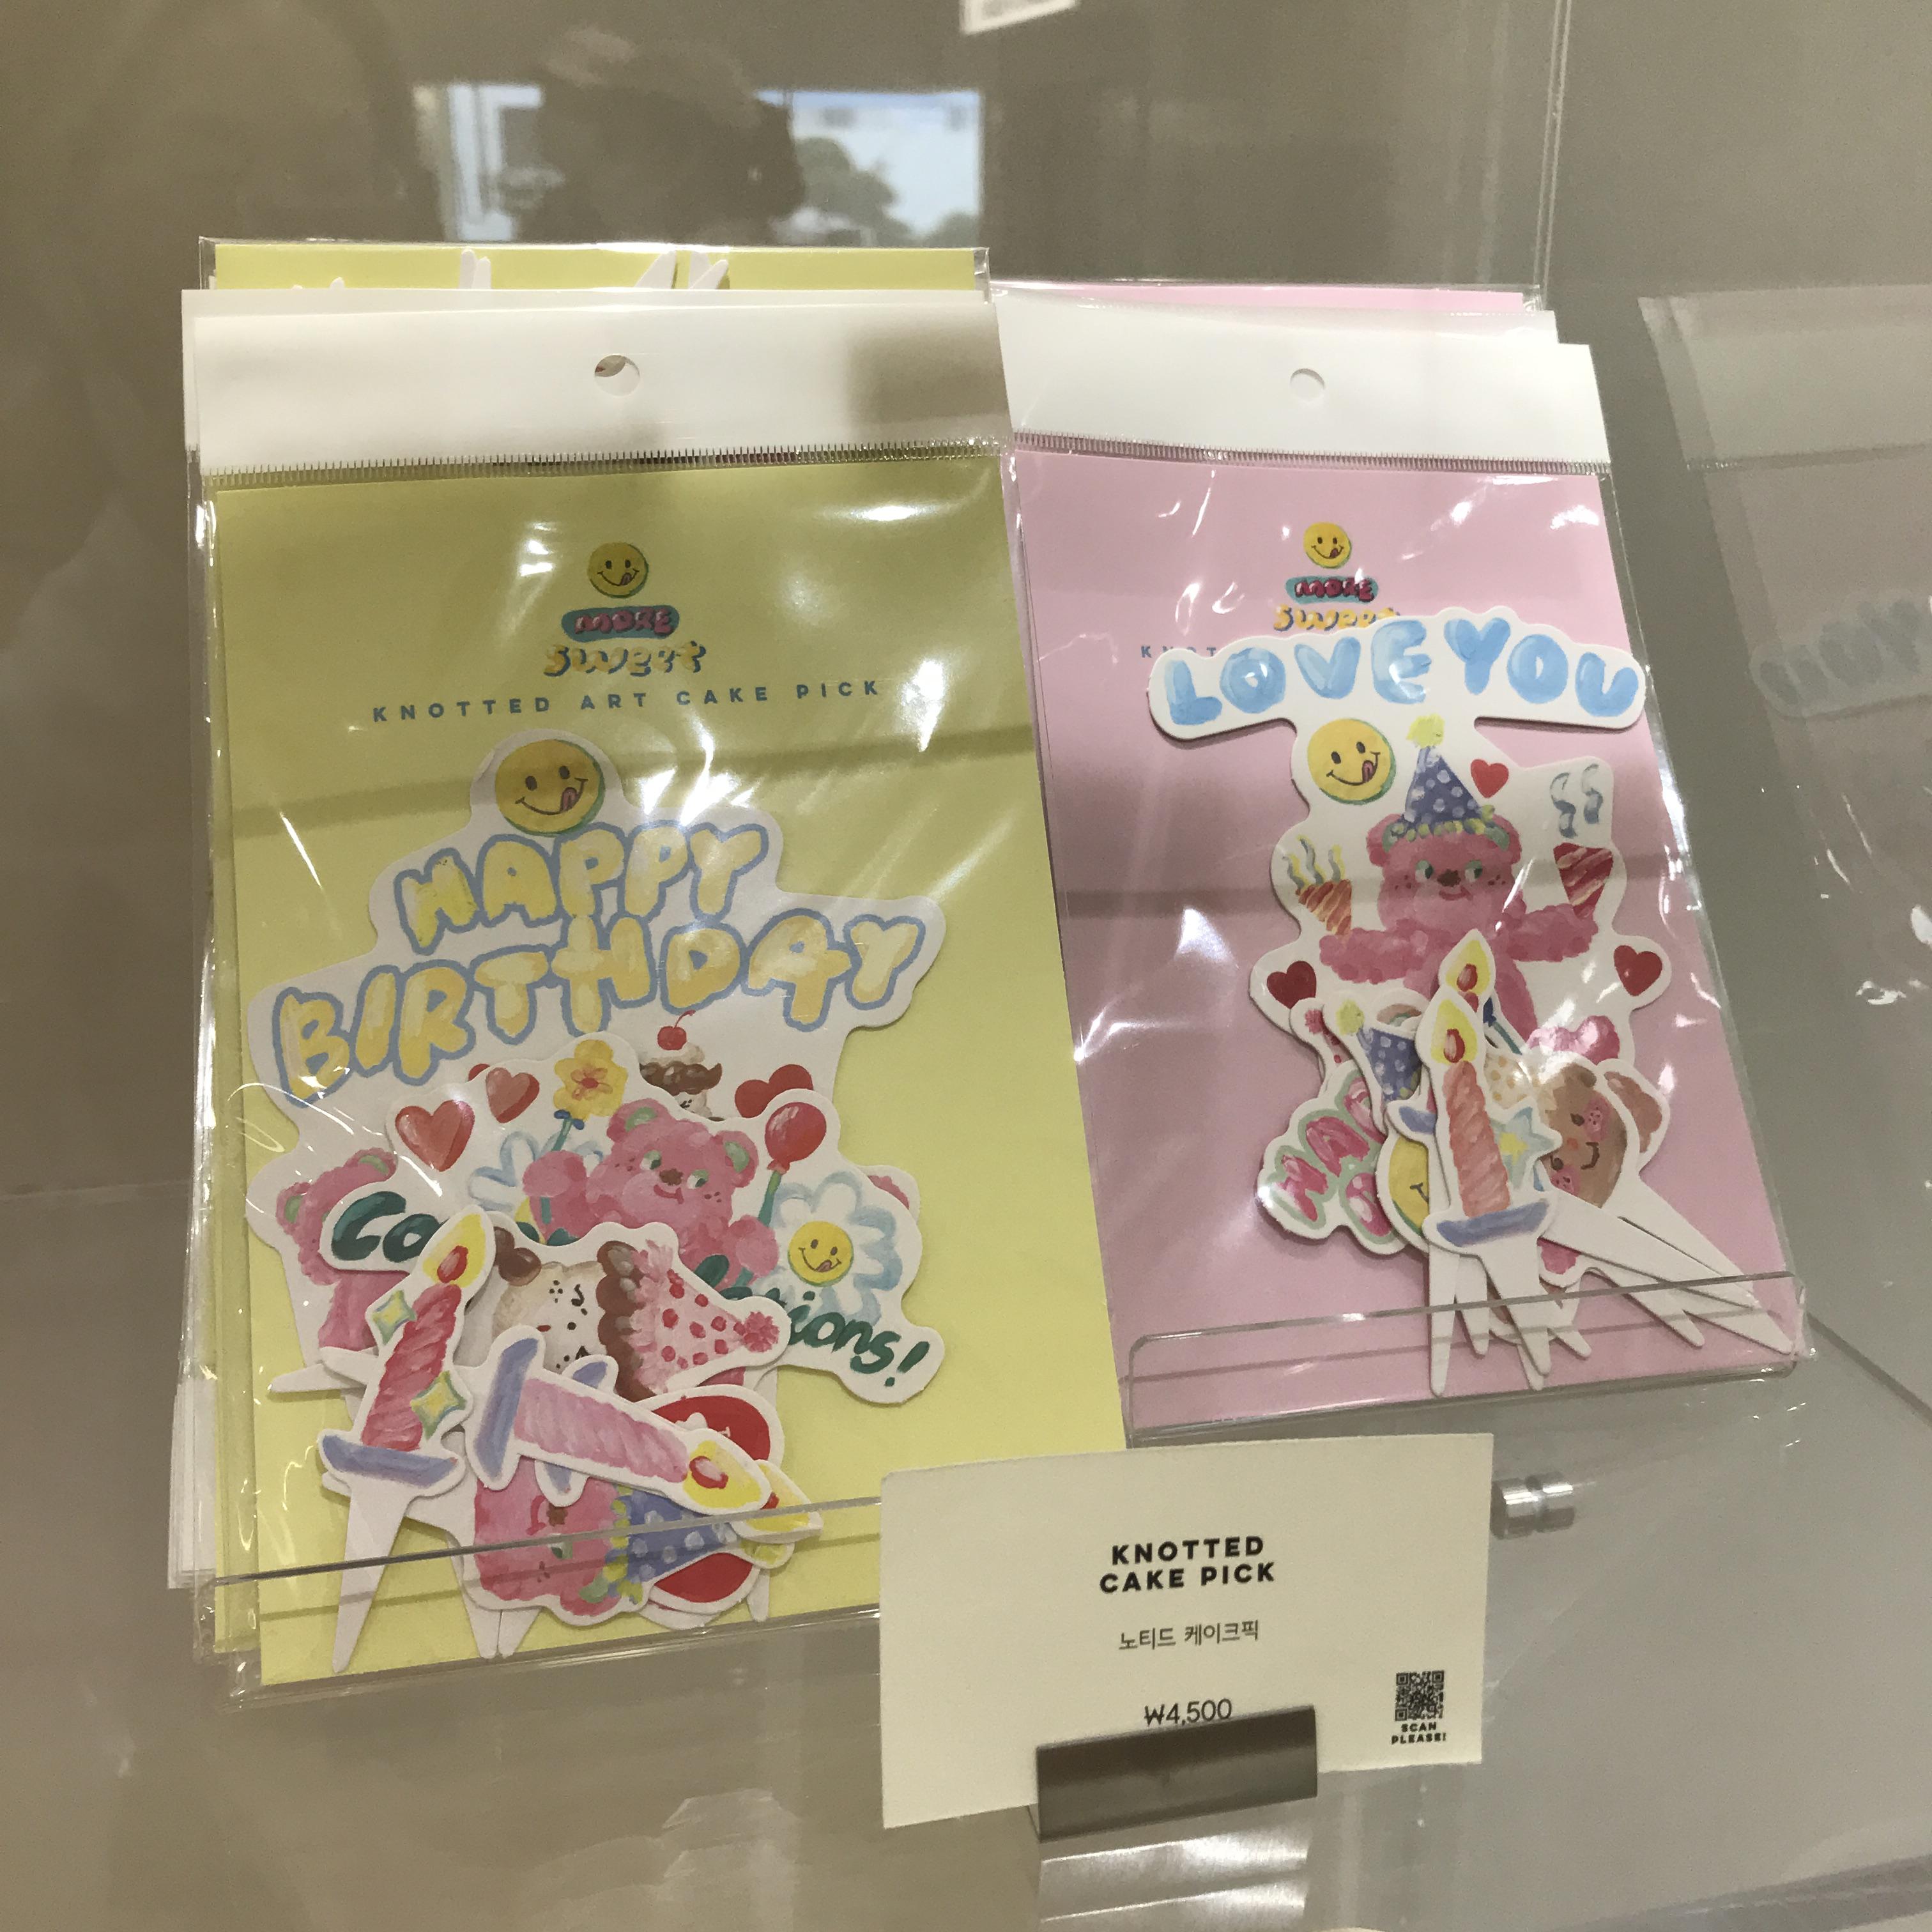 MORE
SWEET
KNOTTED ART CAKE PICK
HAPPY
BIRTHDAY
MORE
SWEET
LOVE YOU
KNOTTED
CAKE PICK
노티드 케이크픽
₩4,500
SCAN
PLEASE!